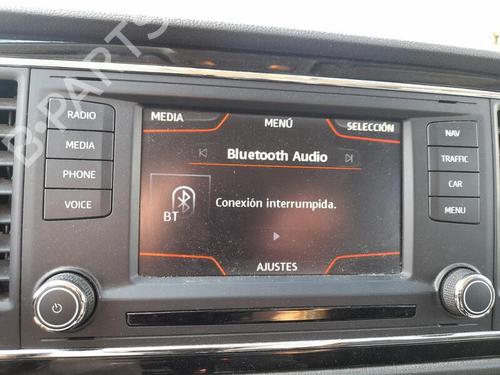 B-PARTS
RADIO
MEDIA
PHONE
VOICE
MEDIA
MENÚ
SELECCIÓN
Bluetooth Audio
BT
Conexión interrumpida.
AJUSTES
NAV
TRAFFIC
CAR
MENU